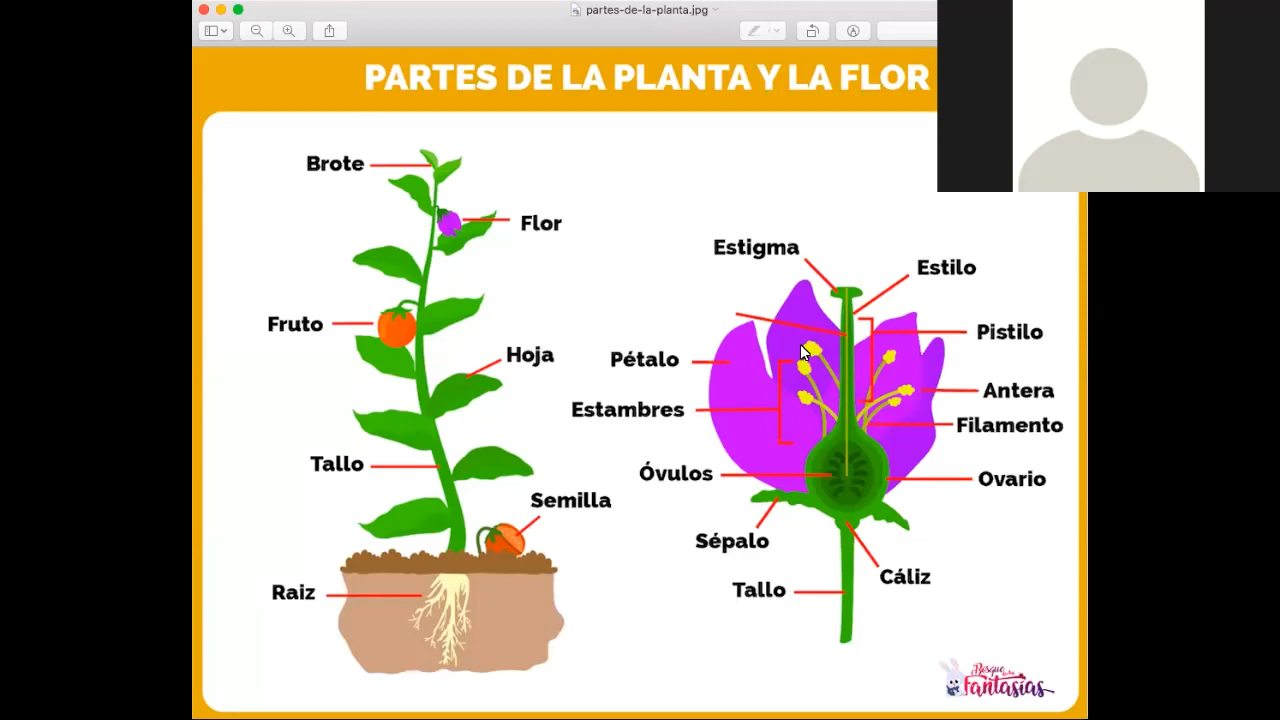 partes-de-la-planta.jpg
PARTES DE LA PLANTA Y LA FLOR
Brote
Flor
Fruto
Hoja
Tallo
Semilla
Raiz
Estigma
Estilo
Pistilo
Pétalo
Antera
Estambres
Filamento
Óvulos
Ovario
Sépalo
Cáliz
Tallo
Bosque
Fantasías